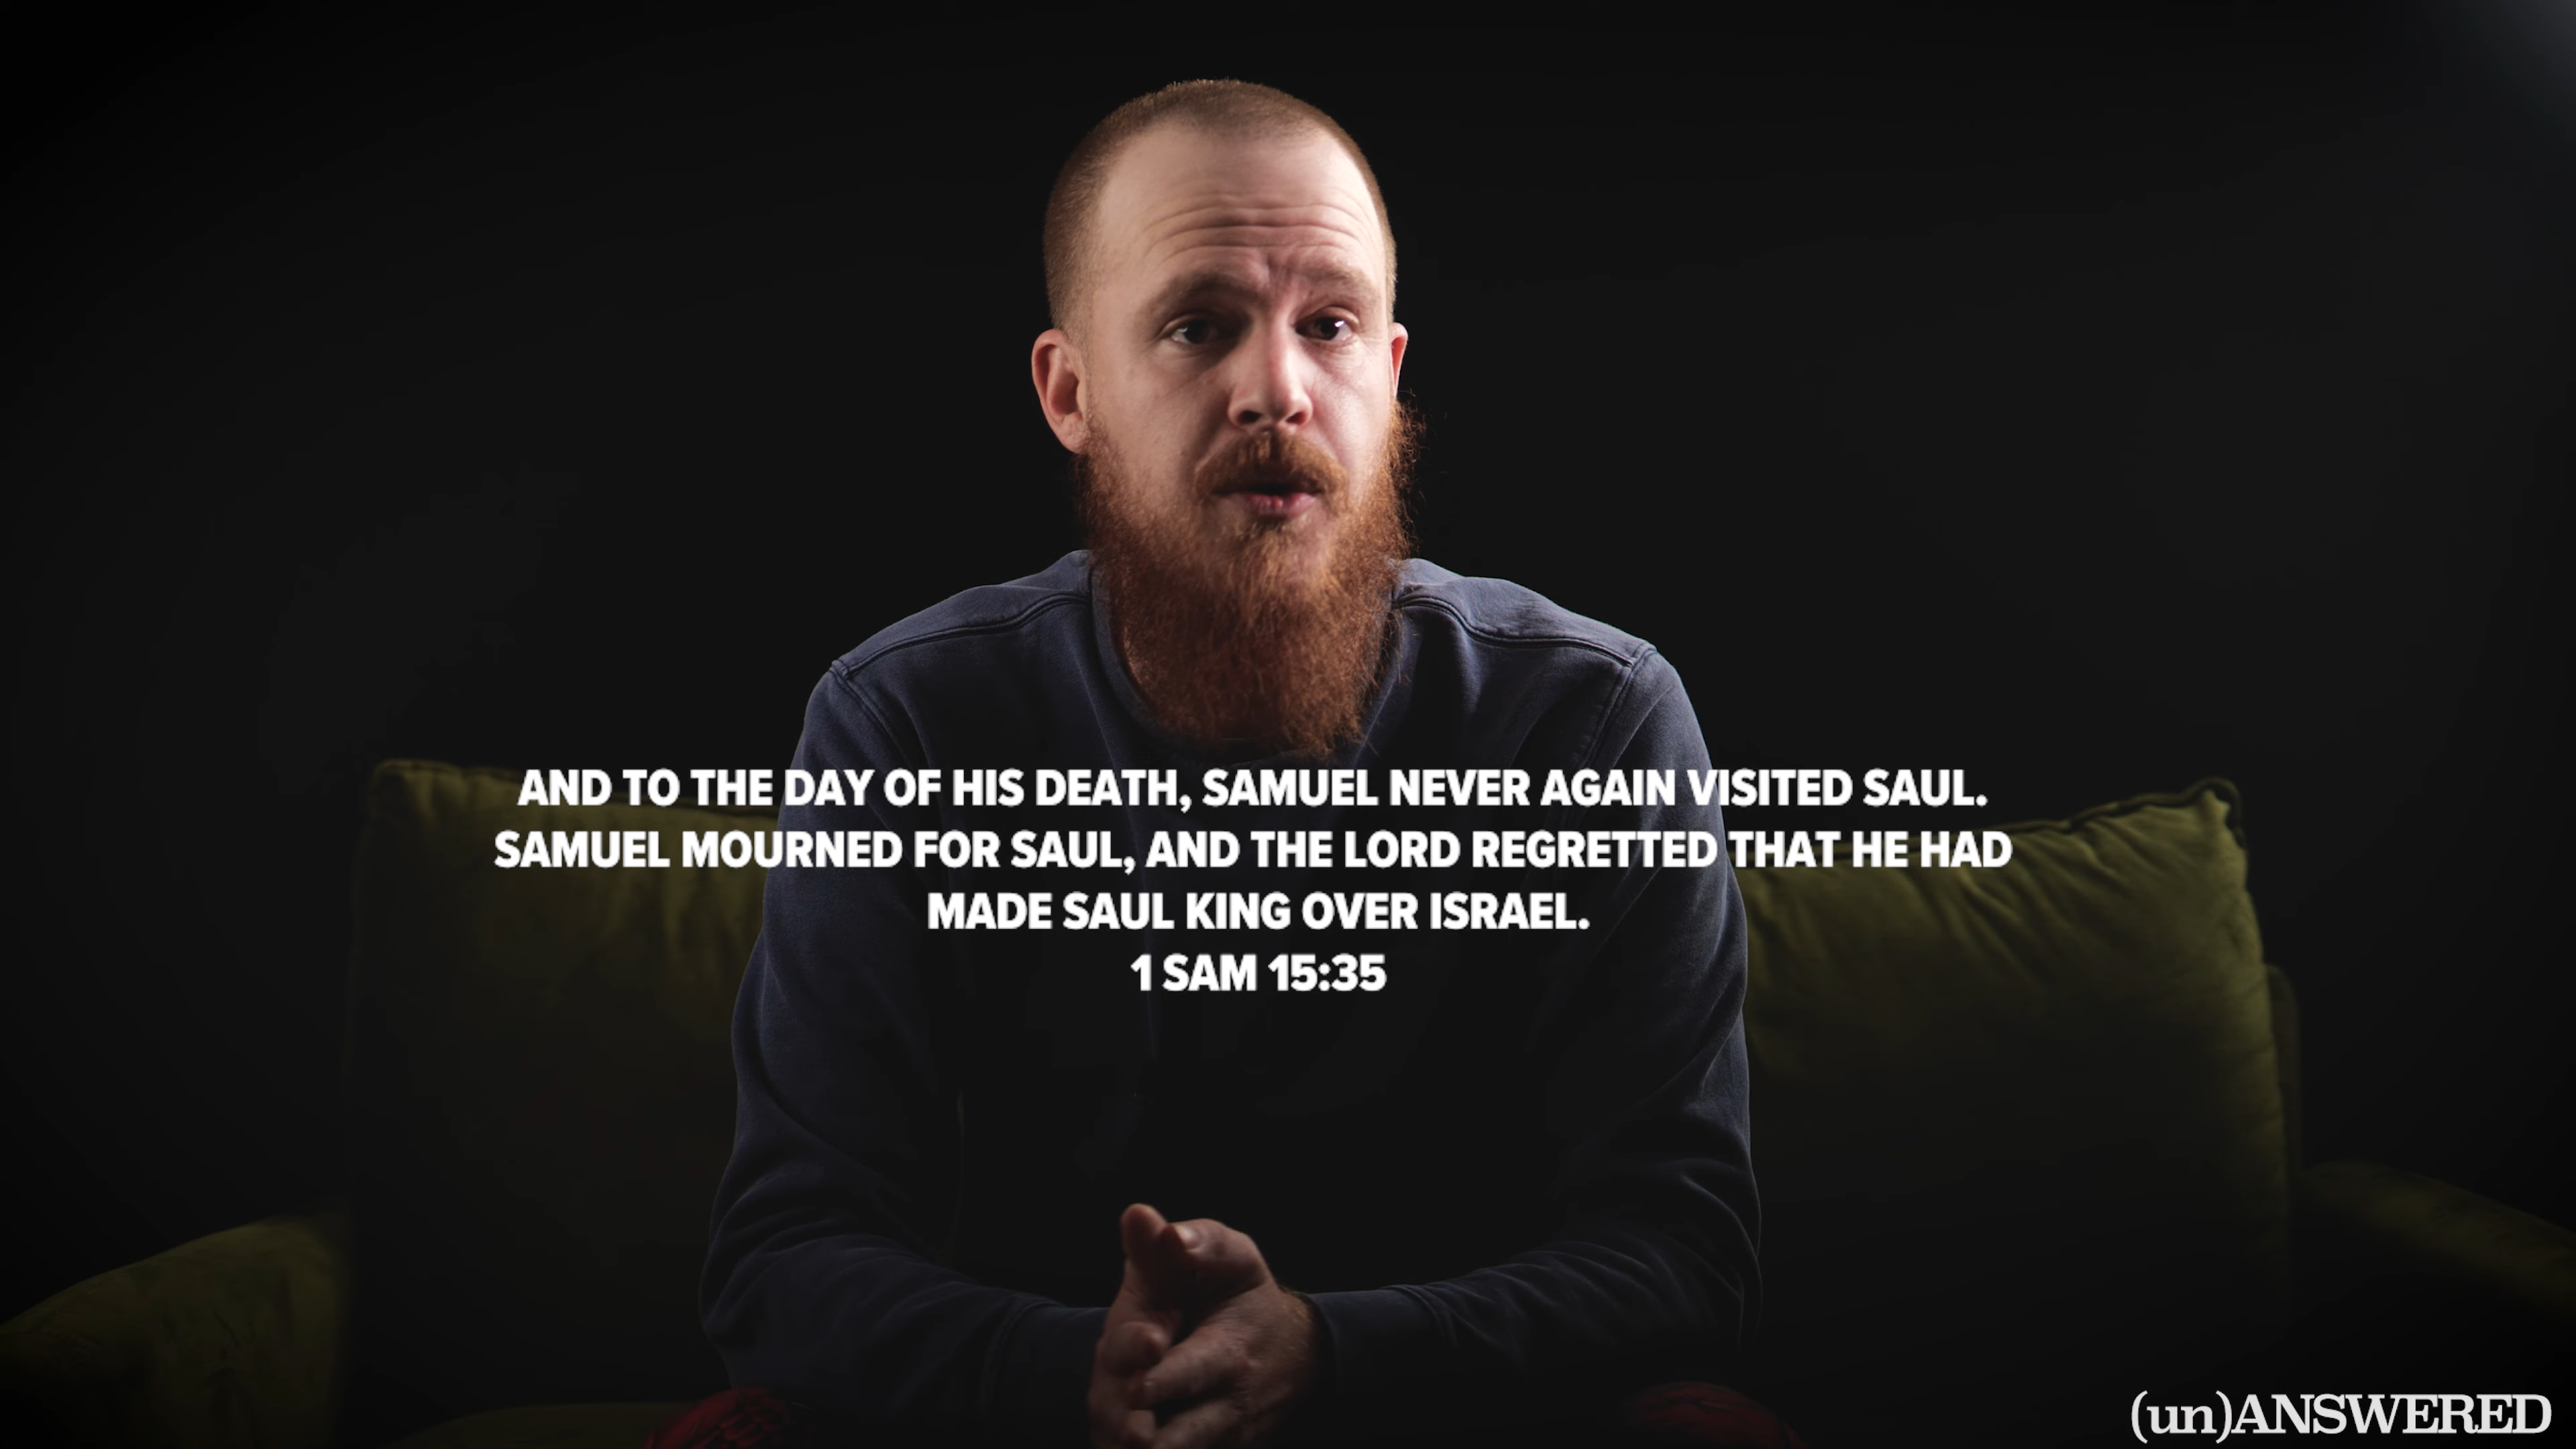 AND TO THE DAY OF HIS DEATH, SAMUEL NEVER AGAIN VISITED SAUL.
SAMUEL MOURNED FOR SAUL, AND THE LORD REGRETTED THAT HE HAD
MADE SAUL KING OVER ISRAEL.
1 SAM 15:35
(un)ANSWERED